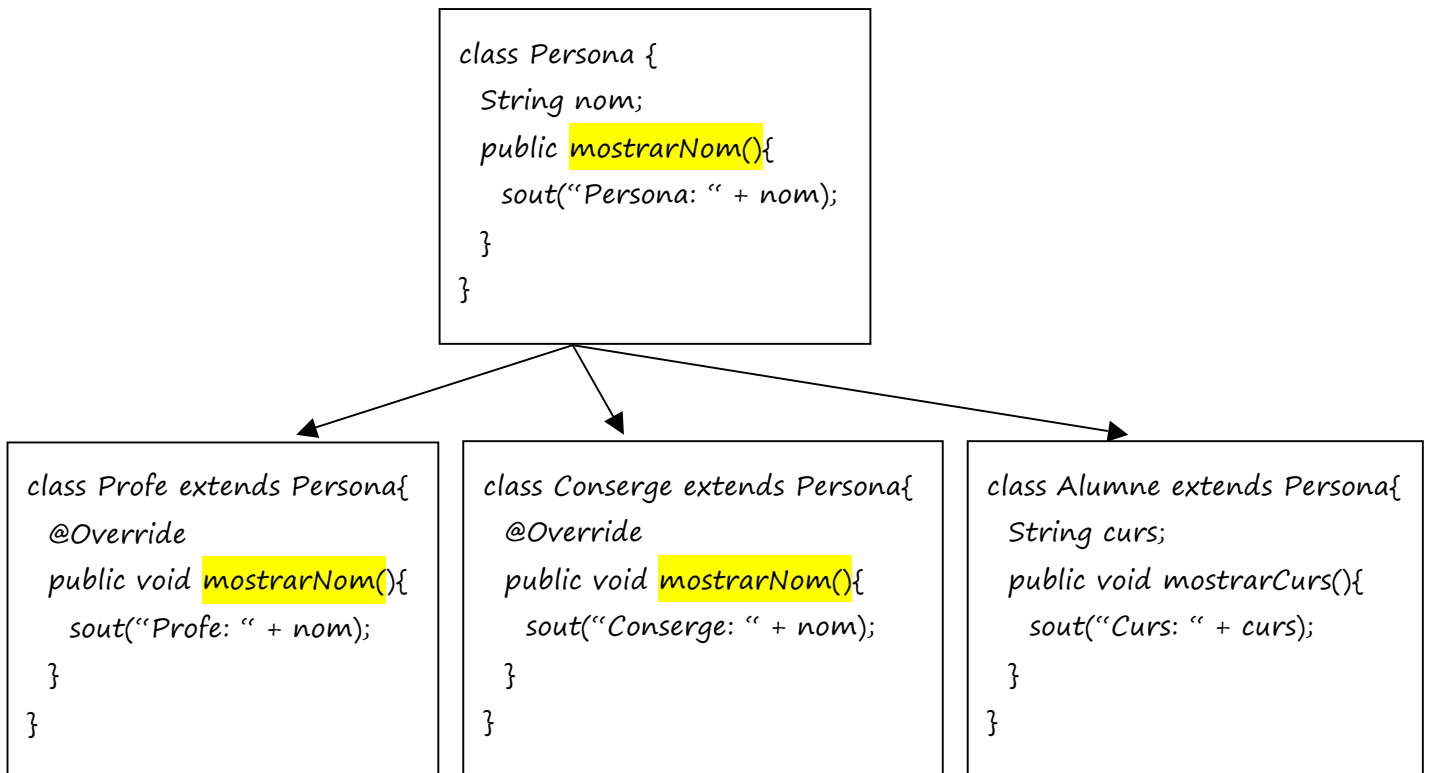 class Persona {
String nom;
public mostrarNom(){
sout(“Persona: “ + nom);
}
}
class Profe extends Persona{
@Override
public void mostrarNom(){
sout(“Profe: “ + nom);
}
}
class Conserge extends Persona{
@Override
public void mostrarNom(){
sout(“Conserge: “ + nom);
}
}
class Alumne extends Persona{
String curs;
public void mostrarCurs(){
sout(“Curs: “ + curs);
}
}